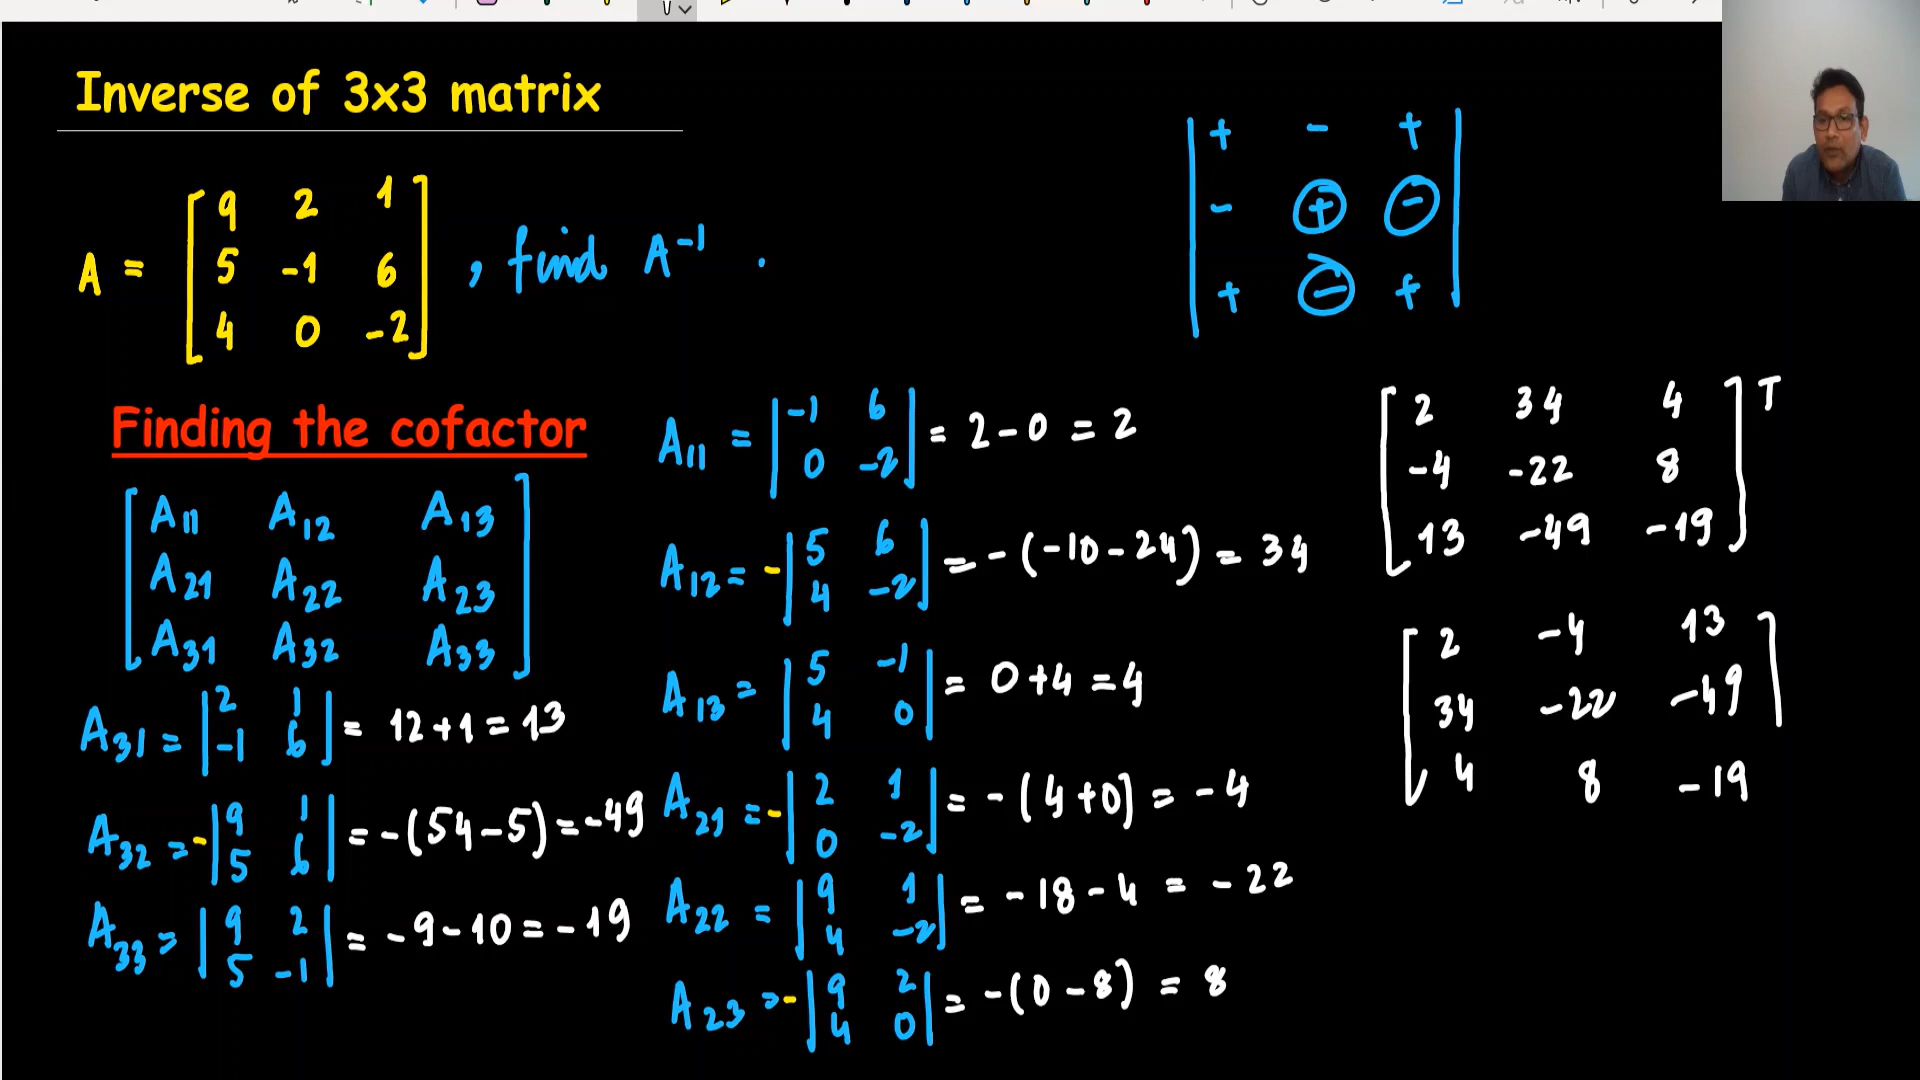 Inverse of 3x3 matrix
A = [ 9 2 1
5 -1 6
4 0 -2 ] , find A⁻¹ .
| + - +
- + -
+ - + |
Finding the cofactor
[ A11 A12 A13
A21 A22 A23
A31 A32 A33 ]
A31 = | 2 1
-1 6 | = 12+1 = 13
A32 = - | 9 1
5 6 | = -(54-5) = -49
A33 = | 9 2
5 -1 | = -9-10 = -19
A11 = | -1 6
0 -2 | = 2-0 = 2
A12 = - | 5 6
4 -2 | = -(-10-24) = 34
A13 = | 5 -1
4 0 | = 0+4 = 4
A21 = - | 2 1
0 -2 | = -(4+0) = -4
A22 = | 9 1
4 -2 | = -18-4 = -22
A23 = - | 9 2
4 0 | = -(0-8) = 8
[ 2 34 4
-4 -22 8
13 -49 -19 ] T
[ 2 -4 13
34 -22 -49
4 8 -19 ]